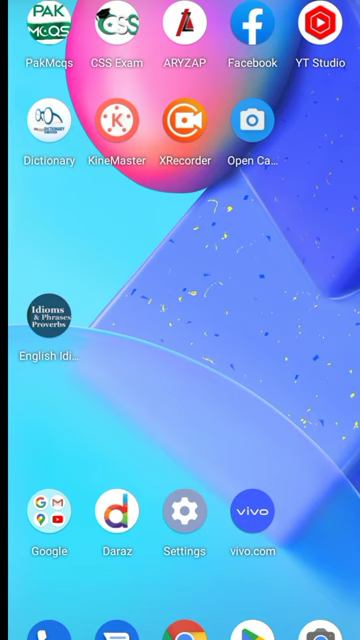 PAK
MCQS
CSS
PakMcqs CSS Exam ARYZAP Facebook YT Studio
DICTIONARY
Dictionary KineMaster XRecorder Open Ca...
Idioms
& Phrases
Proverbs
English Idi...
vivo
Google Daraz Settings vivo.com